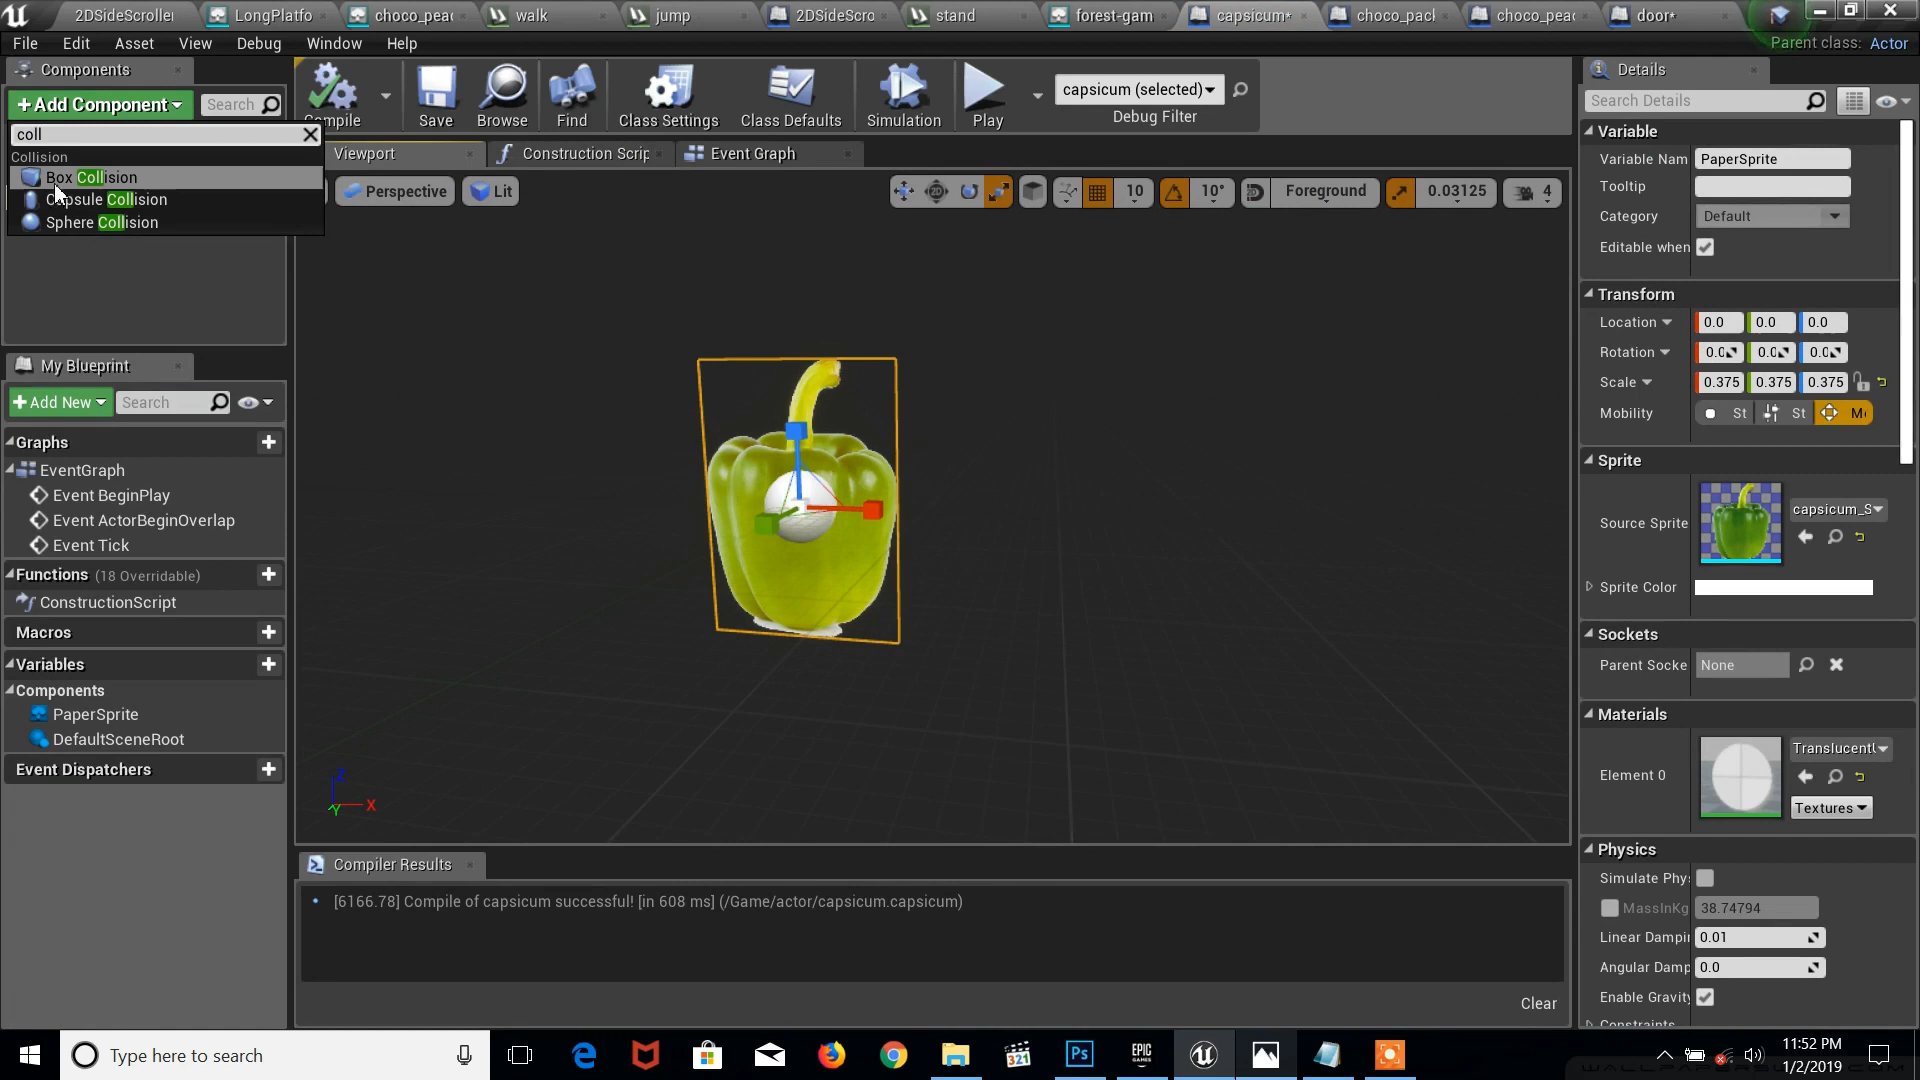 2DSideScroller
LongPlatfo
choco_pea
walk
jump
2DSideScro
stand
forest-gam
capsicum*
choco_pack
choco_pea
door*
File Edit Asset View Debug Window Help
Parent class: Actor
Components
+Add Component
Search
coll
Collision
Box Collision
Capsule Collision
Sphere Collision
Compile
Save
Browse
Find
Class Settings
Class Defaults
Simulation
Play
capsicum (selected)
Debug Filter
Viewport
Construction Scrip
Event Graph
Perspective
Lit
10
10°
Foreground
0.03125
4
Z
X
Y
My Blueprint
+Add New
Search
Graphs
EventGraph
Event BeginPlay
Event ActorBeginOverlap
Event Tick
Functions (18 Overridable)
ConstructionScript
Macros
Variables
Components
PaperSprite
DefaultSceneRoot
Event Dispatchers
Compiler Results
[6166.78] Compile of capsicum successful! [in 608 ms] (/Game/actor/capsicum.capsicum)
Clear
Details
Search Details
Variable
Variable Nam PaperSprite
Tooltip
Category Default
Editable when
Transform
Location 0.0 0.0 0.0
Rotation 0.0 0.0 0.0
Scale 0.375 0.375 0.375
Mobility St St Mo
Sprite
Source Sprite capsicum_S
Sprite Color
Sockets
Parent Socke None
Materials
Element 0 TranslucentU
Textures
Physics
Simulate Phy
MassInKg 38.74794
Linear Dampi 0.01
Angular Damp 0.0
Enable Gravity
Constraints
Type here to search
321
Ps
EPIC
GAMES
11:52 PM
1/2/2019